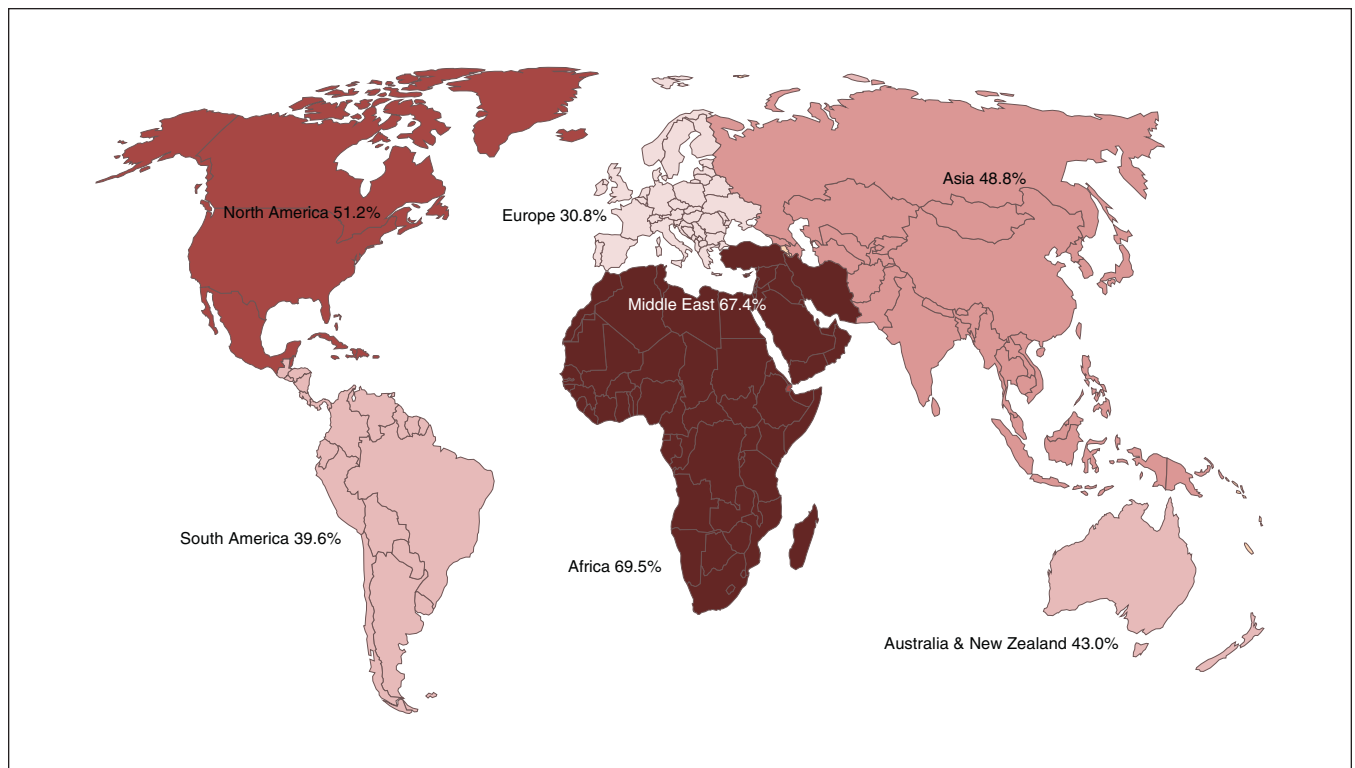 Asia 48.8%
North America 51.2%
Europe 30.8%
Middle East 67.4%
South America 39.6%
Africa 69.5%
Australia & New Zealand 43.0%